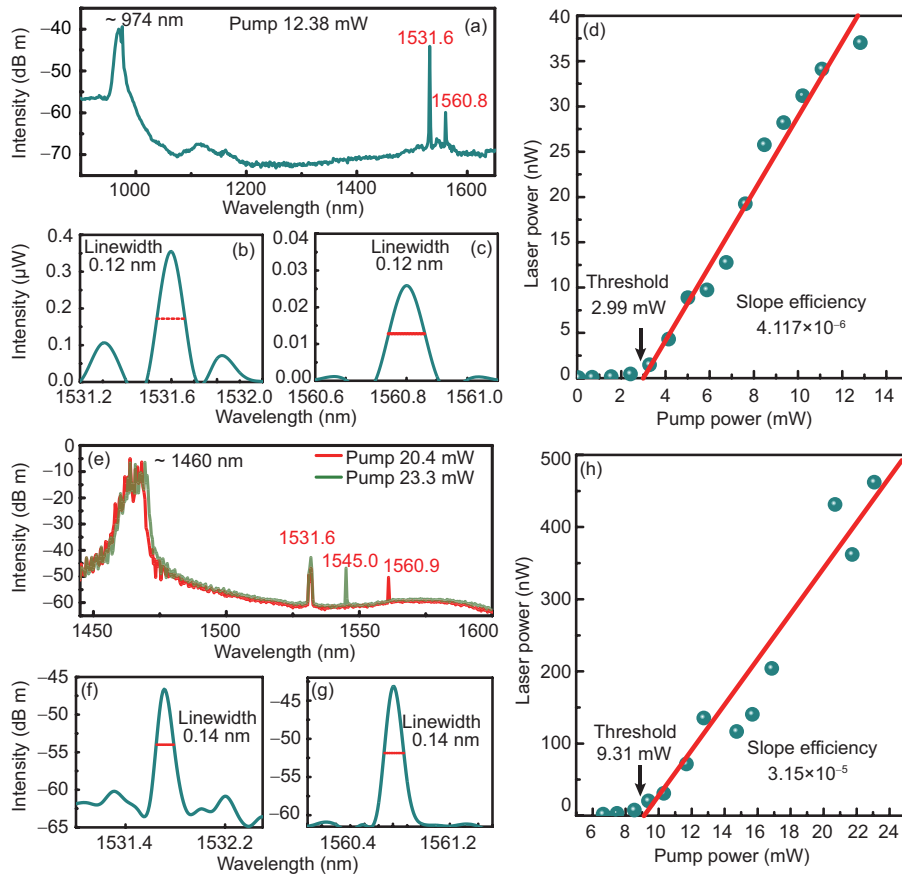 (a)
~ 974 nm
Pump 12.38 mW
1531.6
1560.8
−40
−50
−60
−70
Intensity (dB m)
1000
1200
1400
1600
Wavelength (nm)
(b)
Linewidth
0.12 nm
0.4
0.3
0.2
0.1
0.0
Intensity (μW)
1531.2
1531.6
1532.0
(c)
Linewidth
0.12 nm
0.04
0.03
0.02
0.01
0.00
1560.6
1560.8
1561.0
Wavelength (nm)
(d)
40
35
30
25
20
15
10
5
0
Laser power (nW)
Threshold
2.99 mW
Slope efficiency
4.117×10−6
0
2
4
6
8
10
12
14
Pump power (mW)
(e)
~ 1460 nm
Pump 20.4 mW
Pump 23.3 mW
1531.6
1545.0
1560.9
0
−10
−20
−30
−40
−50
−60
Intensity (dB m)
1450
1500
1550
1600
Wavelength (nm)
(f)
Linewidth
0.14 nm
−45
−50
−55
−60
−65
Intensity (dB m)
1531.4
1532.2
(g)
Linewidth
0.14 nm
−45
−50
−55
−60
1560.4
1561.2
Wavelength (nm)
(h)
500
400
300
200
100
0
Laser power (nW)
Threshold
9.31 mW
Slope efficiency
3.15×10−5
6
8
10
12
14
16
18
20
22
24
Pump power (mW)